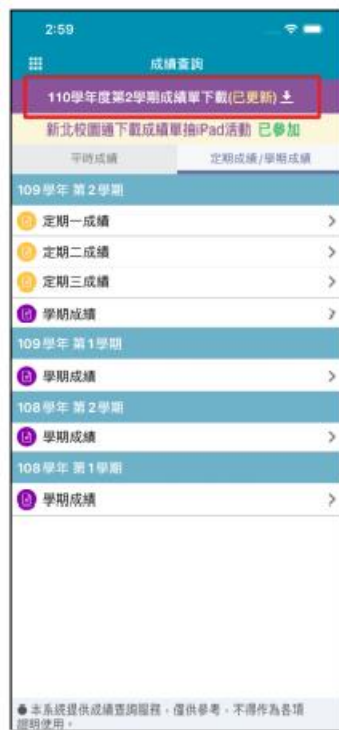 2:59
成績查詢
110學年度第2學期成績單下載(已更新)
新北校園通下載成績單抽iPad活動 已參加
平時成績 定期成績/學期成績
109學年 第2學期
定期一成績
定期二成績
定期三成績
學期成績
109學年 第1學期
學期成績
108學年 第2學期
學期成績
108學年 第1學期
學期成績
●本系統提供成績查詢服務，僅供參考，不得作為各項
證明使用。